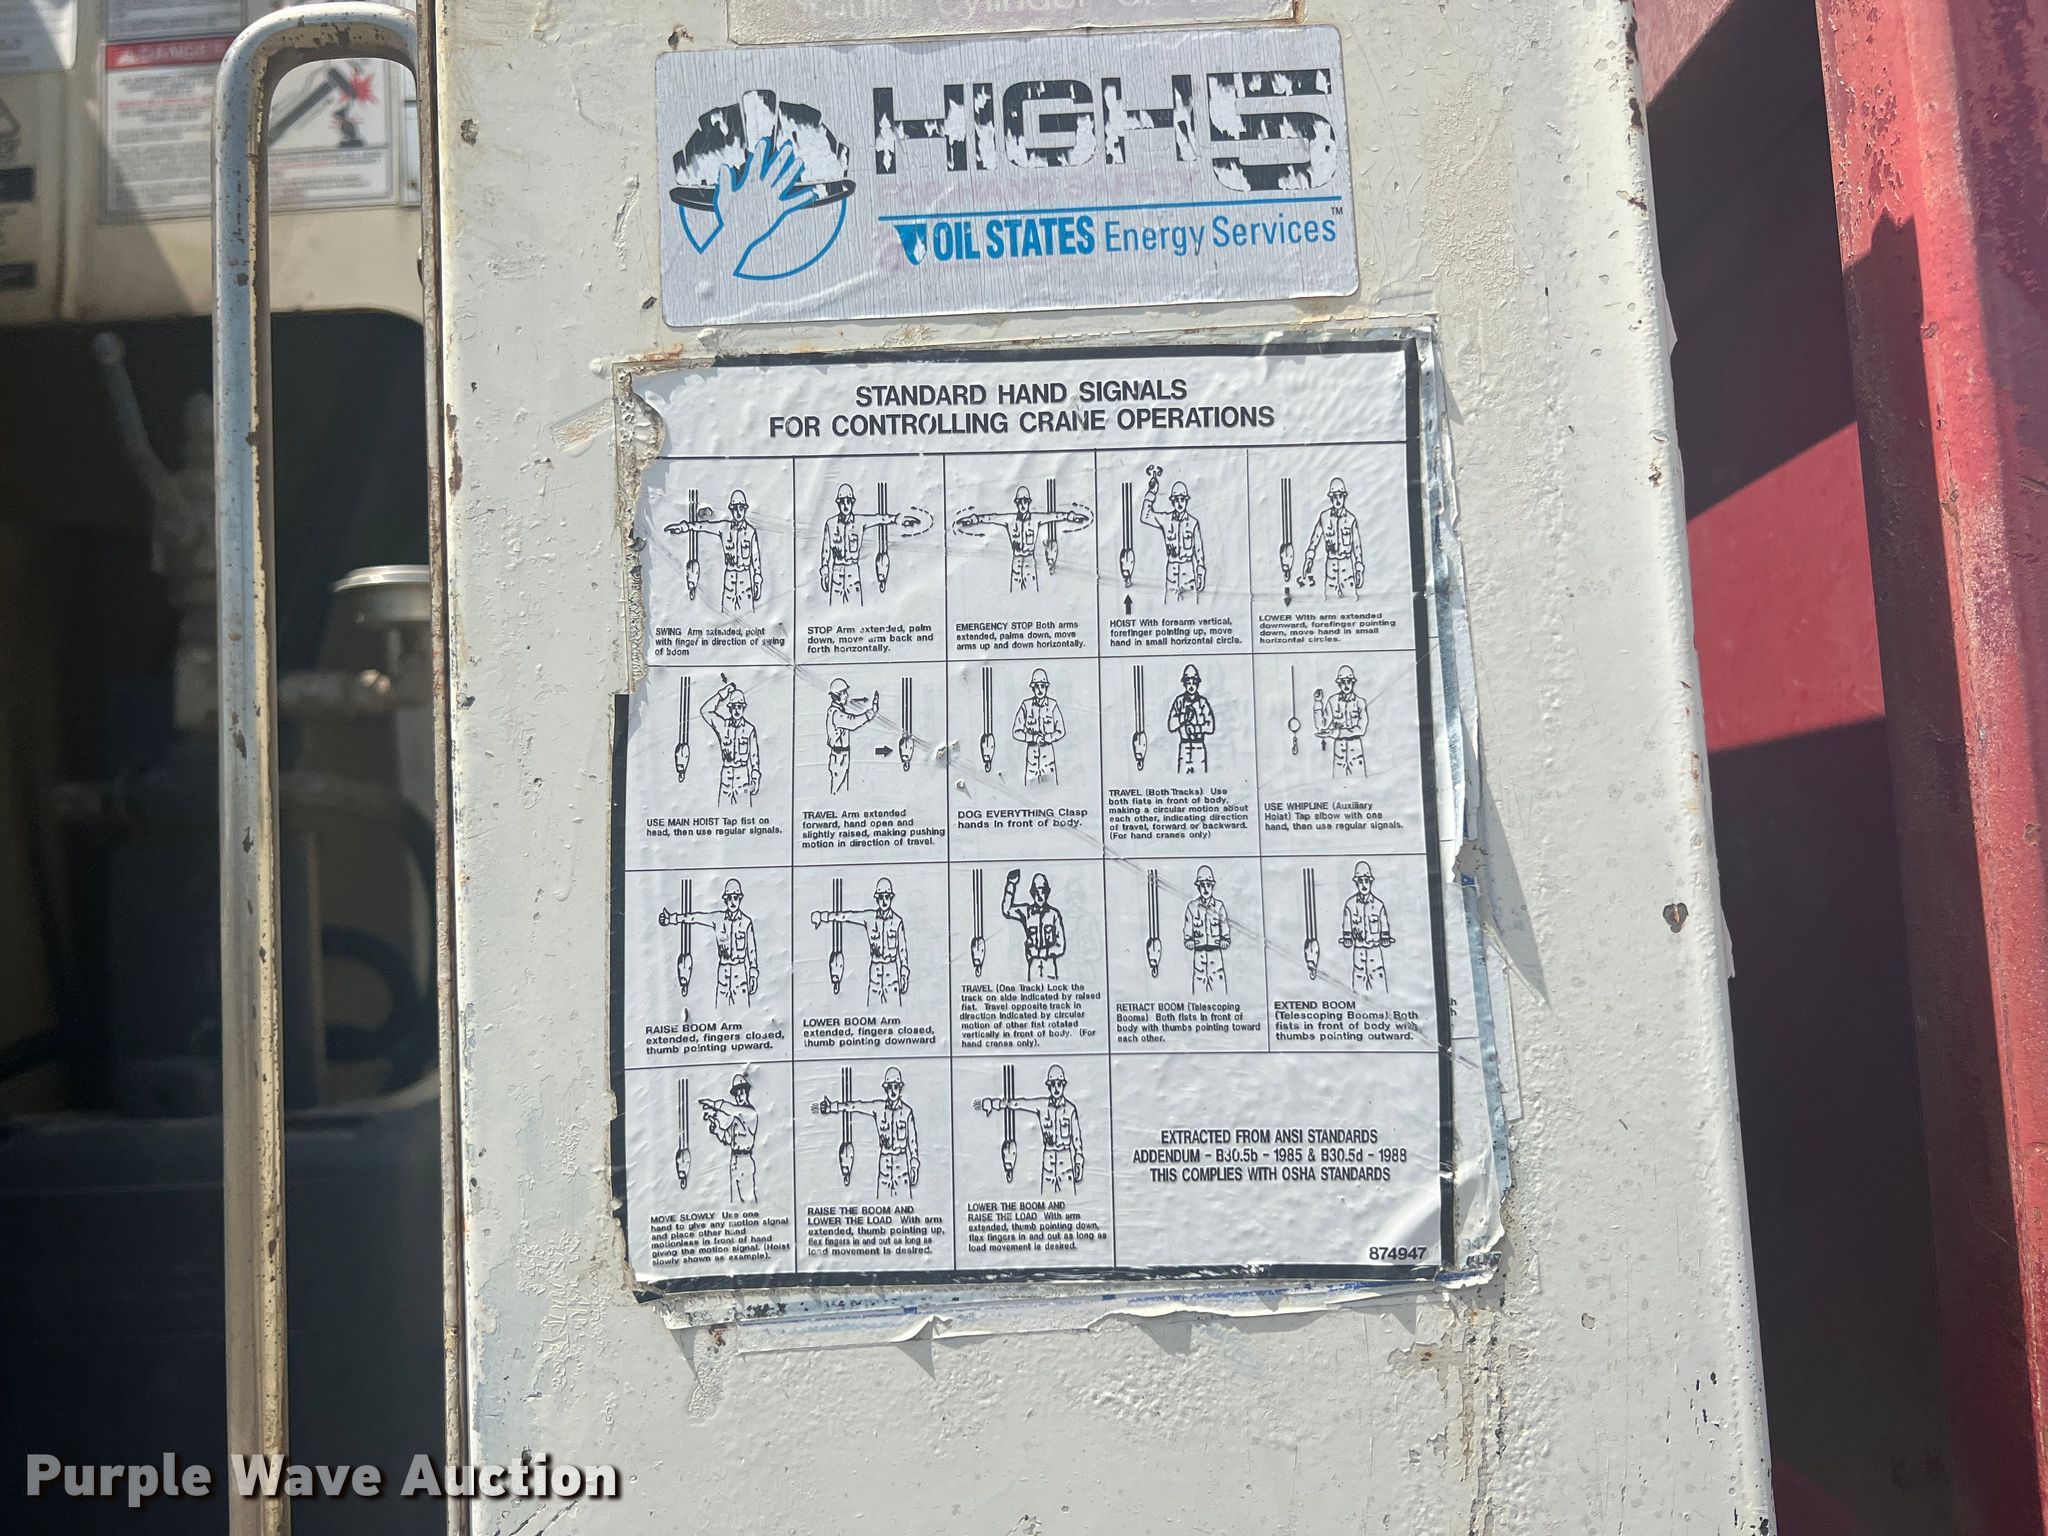 HIGH 5
OIL STATES Energy Services™
STANDARD HAND SIGNALS
FOR CONTROLLING CRANE OPERATIONS
SWING Arm extended, point
with finger in direction of swing
of boom
STOP Arm extended, palm
down, move arm back and
forth horizontally.
EMERGENCY STOP Both arms
extended, palms down, move
arms up and down horizontally.
HOIST With forearm vertical,
forefinger pointing up, move
hand in small horizontal circle.
LOWER With arm extended
downward, forefinger pointing
down, move hand in small
horizontal circles.
USE MAIN HOIST Tap fist on
head, then use regular signals.
TRAVEL Arm extended
forward, hand open and
slightly raised, making pushing
motion in direction of travel.
DOG EVERYTHING Clasp
hands in front of body.
TRAVEL (Both Tracks) Use
both fists in front of body,
making a circular motion about
each other, indicating direction
of travel, forward or backward.
(For hand cranes only)
USE WHIPLINE (Auxiliary
Hoist) Tap elbow with one
hand, then use regular signals.
RAISE BOOM Arm
extended, fingers closed,
thumb pointing upward.
LOWER BOOM Arm
extended, fingers closed,
thumb pointing downward
TRAVEL (One Track) Lock the
track on side indicated by raised
fist. Travel opposite track in
direction indicated by circular
motion of other fist rotated
vertically in front of body. (For
hand cranes only).
RETRACT BOOM (Telescoping
Booms) Both fists in front of
body with thumbs pointing toward
each other.
EXTEND BOOM
(Telescoping Booms) Both
fists in front of body with
thumbs pointing outward.
MOVE SLOWLY Use one
hand to give any motion signal
and place other hand
motionless in front of hand
giving the motion signal. (Hoist
slowly shown as example).
RAISE THE BOOM AND
LOWER THE LOAD With arm
extended, thumb pointing up,
flex fingers in and out as long as
load movement is desired.
LOWER THE BOOM AND
RAISE THE LOAD With arm
extended, thumb pointing down,
flex fingers in and out as long as
load movement is desired.
EXTRACTED FROM ANSI STANDARDS
ADDENDUM - B30.5b - 1985 & B30.5d - 1988
THIS COMPLIES WITH OSHA STANDARDS
874947
Purple Wave Auction